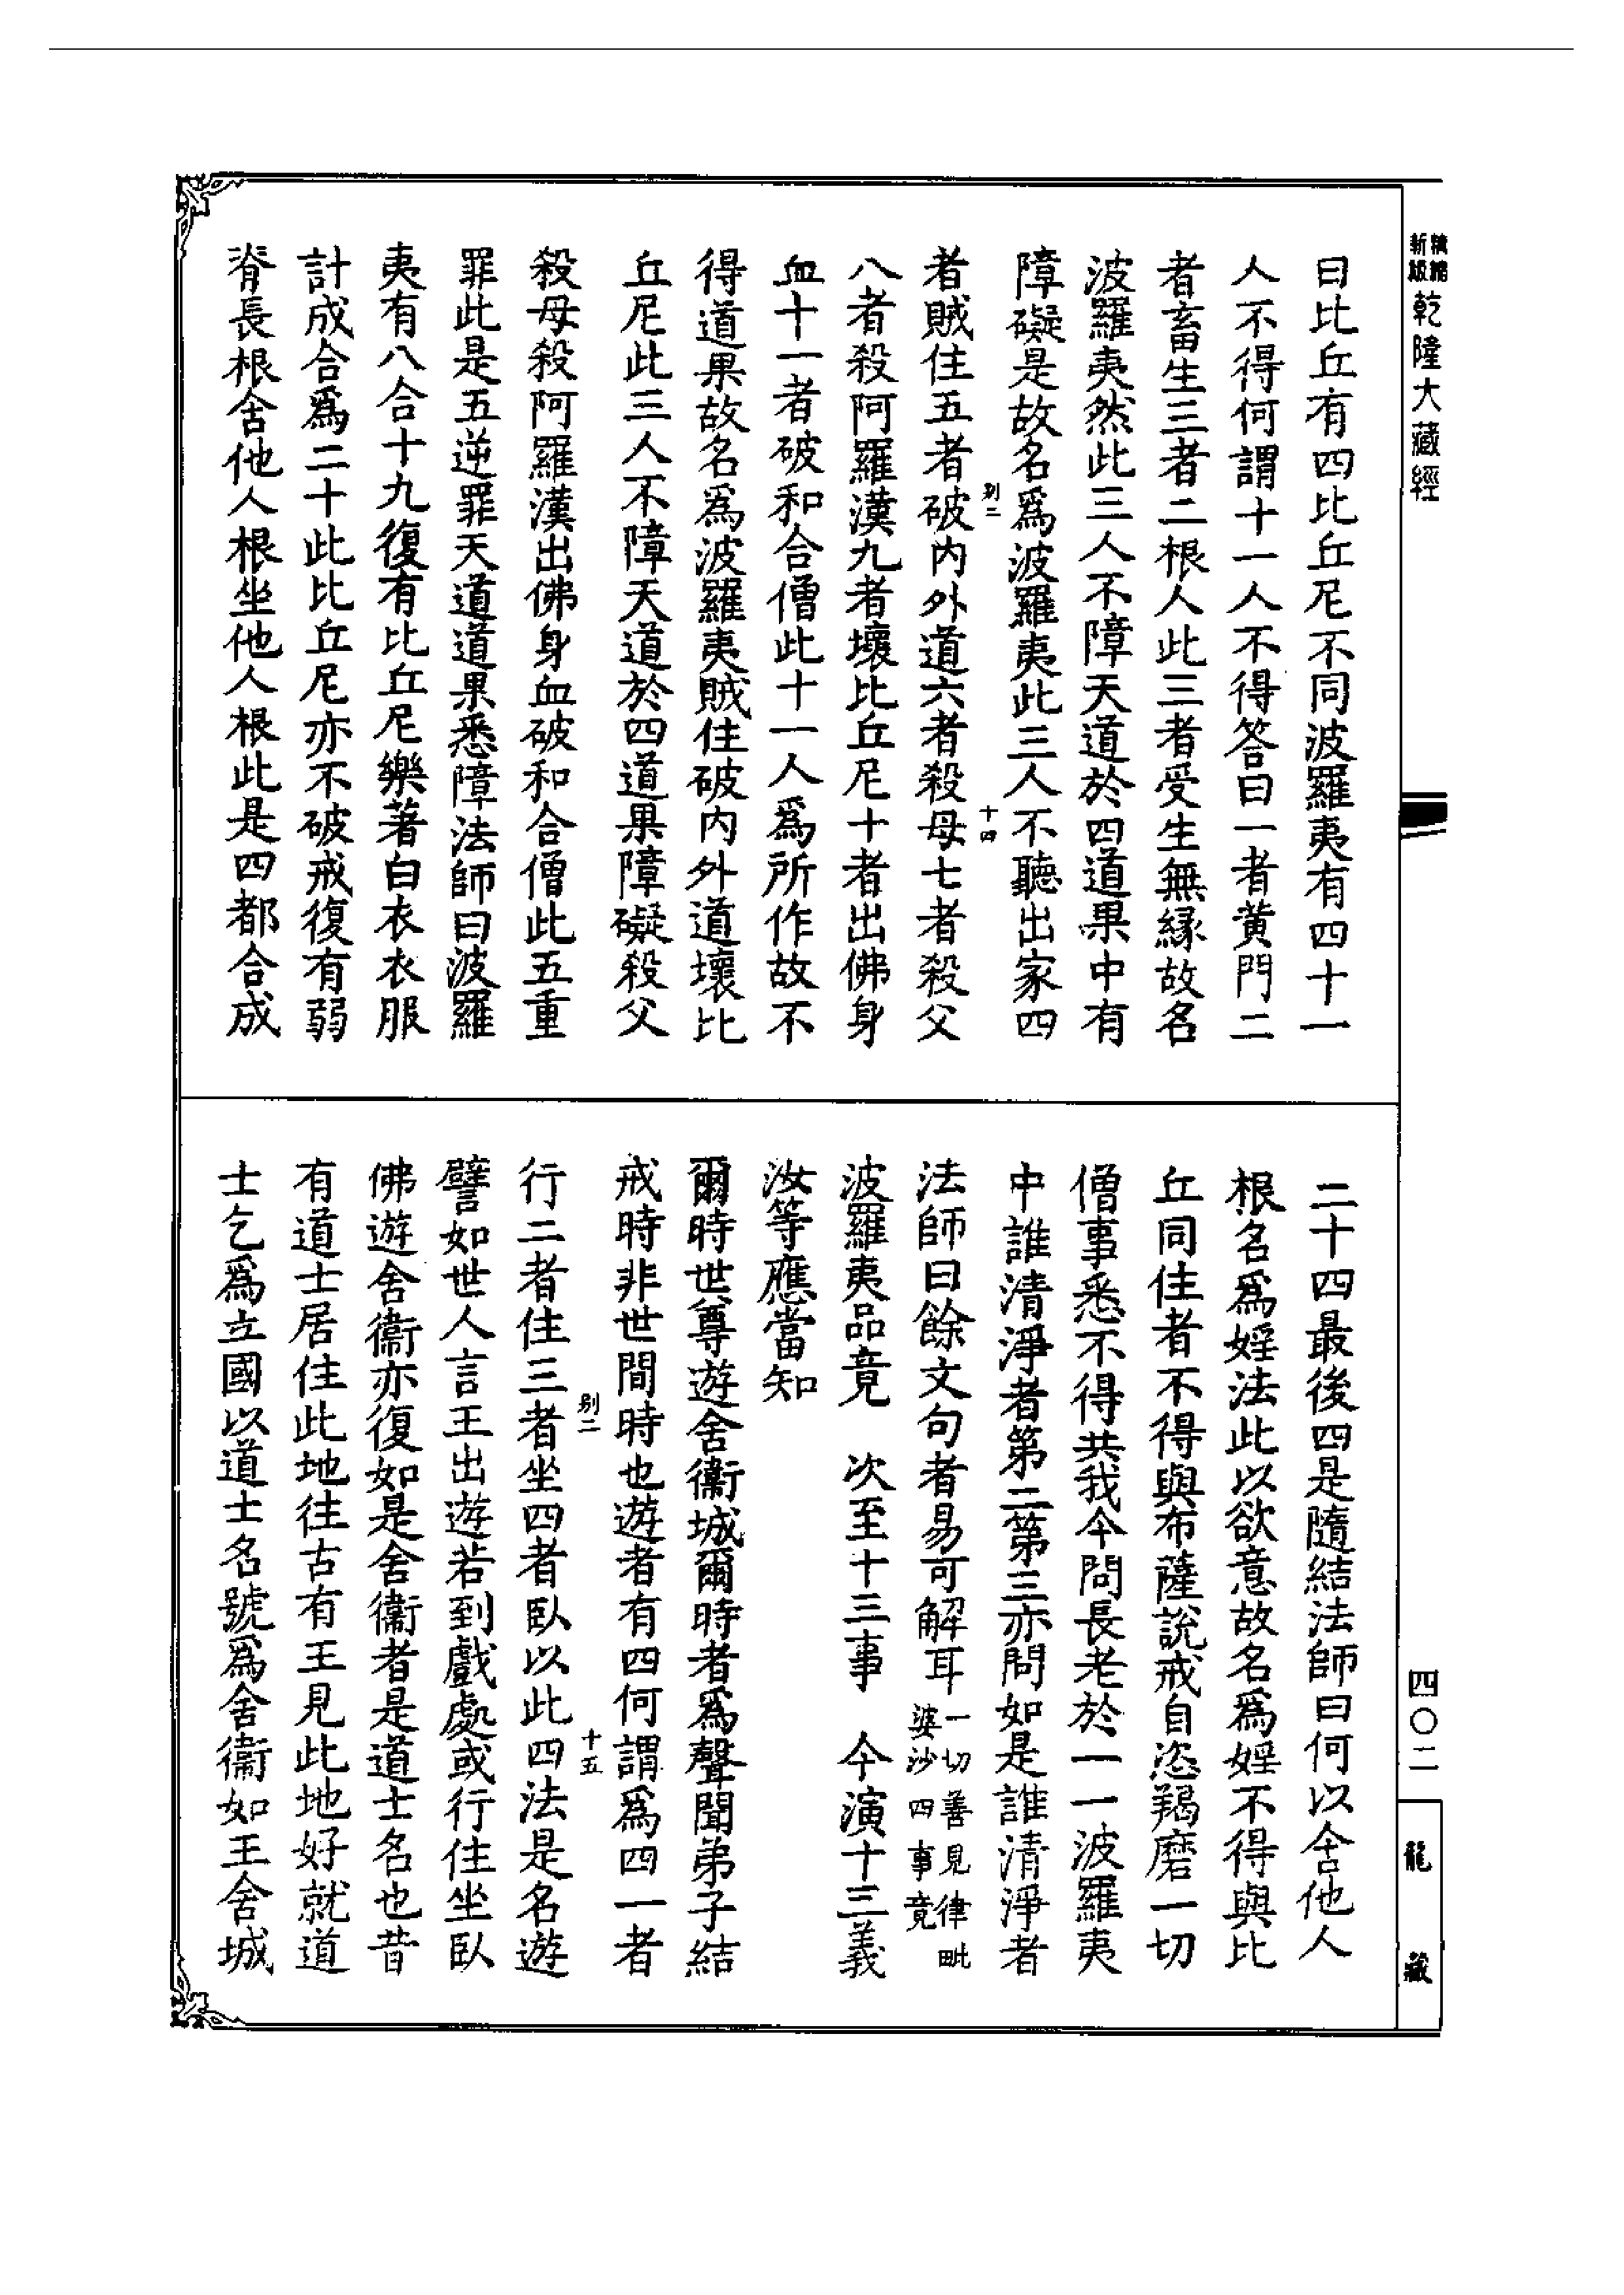 精縮新編乾隆大藏經
曰比丘有四比丘尼不同波羅夷有四十一
人不得何謂十一人不得答曰一者黄門二
者畜生三者二根人此三者受生無緣故名
波羅夷然此三人不障天道於四道果中有
障礙是故名爲波羅夷此三人不聽出家四
别二 十四
者賊住五者破内外道六者殺母七者殺父
八者殺阿羅漢九者壞比丘尼十者出佛身
血十一者破和合僧此十一人爲所作故不
得道果故名爲波羅夷賊住破内外道壞比
丘尼此三人不障天道於四道果障礙殺父
殺母殺阿羅漢出佛身血破和合僧此五重
罪此是五逆罪天道道果悉障法師曰波羅
夷有八合十九復有比丘尼樂著白衣衣服
計成合爲二十此比丘尼亦不破戒復有弱
脊長根舍他人根坐他人根此是四都合成
二十四最後四是隨結法師曰何以含他人
根名爲婬法此以欲意故名爲婬不得與比
丘同住者不得與布薩說戒自恣羯磨一切
僧事悉不得共我今問長老於一一波羅夷
中誰清淨者第二第三亦問如是誰清淨者
法師曰餘文句者易可解耳一切善見律毗婆沙四事竟
波羅夷品竟 次至十三事 今演十三義
汝等應當知
爾時世尊遊舍衞城爾時者爲聲聞弟子結
戒時非世間時也遊者有四何謂爲四一者
别二 十五
行二者住三者坐四者臥以此四法是名遊
譬如世人言王出遊若到戲處或行住坐臥
佛遊舍衞亦復如是舍衞者是道士名也昔
有道士居住此地往古有王見此地好就道
士乞爲立國以道士名號爲舍衞如王舍城
四〇二
龍藏